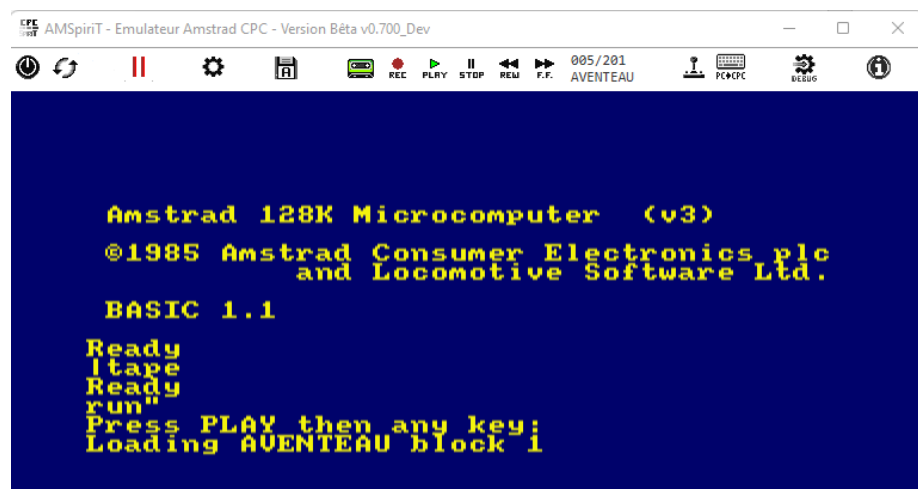 CPC AMSpiriT - Emulateur Amstrad CPC - Version Bêta v0.700_Dev
REC PLAY STOP REW F.F. 005/201 AVENTEAU PC CPC DEBUG
Amstrad 128K Microcomputer (v3)
©1985 Amstrad Consumer Electronics plc
and Locomotive Software Ltd.
BASIC 1.1
Ready
|tape
Ready
run"
Press PLAY then any key:
Loading AVENTEAU block 1